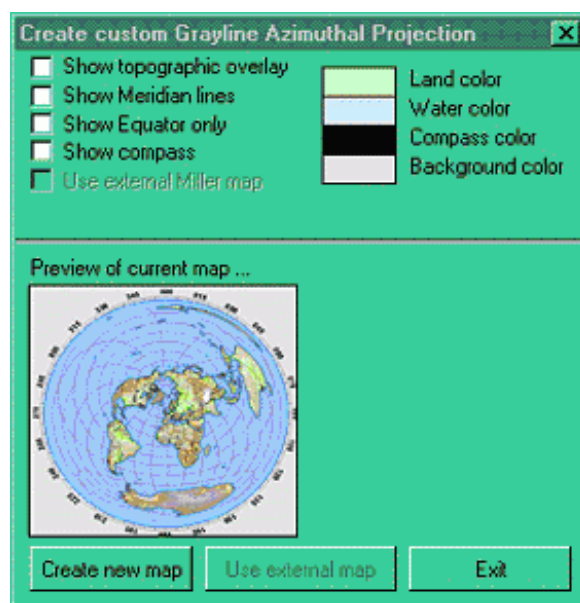 Create custom Grayline Azimuthal Projection
Show topographic overlay
Show Meridian lines
Show Equator only
Show compass
Use external Miller map
Land color
Water color
Compass color
Background color
Preview of current map ...
Create new map
Use external map
Exit